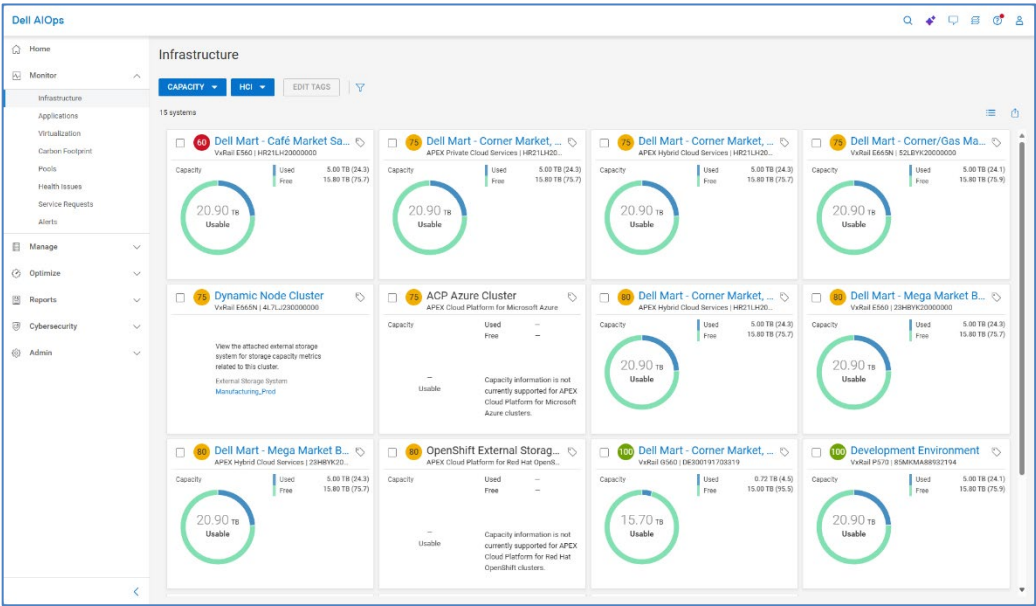 Dell AIOps
Home
Monitor
Infrastructure
Applications
Virtualization
Carbon Footprint
Pools
Health Issues
Service Requests
Alerts
Manage
Optimize
Reports
Cybersecurity
Admin
Infrastructure
CAPACITY
HCI
EDIT TAGS
15 systems
60 Dell Mart - Café Market Sa...
VxRail E560 | HR21LH20000000
Capacity
Used 5.00 TB (24.3)
Free 15.80 TB (75.7)
20.90 TB
Usable
75 Dell Mart - Corner Market, ...
APEX Private Cloud Services | HR21LH20...
Capacity
Used 5.00 TB (24.3)
Free 15.80 TB (75.7)
20.90 TB
Usable
75 Dell Mart - Corner Market, ...
APEX Hybrid Cloud Services | HR21LH20...
Capacity
Used 5.00 TB (24.3)
Free 15.80 TB (75.7)
20.90 TB
Usable
75 Dell Mart - Corner/Gas Ma...
VxRail E665N | 52LBYK20000000
Capacity
Used 5.00 TB (24.1)
Free 15.80 TB (75.9)
20.90 TB
Usable
75 Dynamic Node Cluster
VxRail E665N | 4L7LJ230000000
View the attached external storage
system for storage capacity metrics
related to this cluster.
External Storage System
Manufacturing_Prod
75 ACP Azure Cluster
APEX Cloud Platform for Microsoft Azure
Capacity
Used --
Free --
--
Usable
Capacity information is not
currently supported for APEX
Cloud Platform for Microsoft
Azure clusters.
80 Dell Mart - Corner Market, ...
APEX Hybrid Cloud Services | HR21LH20...
Capacity
Used 5.00 TB (24.3)
Free 15.80 TB (75.7)
20.90 TB
Usable
80 Dell Mart - Mega Market B...
VxRail E560 | 23HBYK20000000
Capacity
Used 5.00 TB (24.3)
Free 15.80 TB (75.7)
20.90 TB
Usable
80 Dell Mart - Mega Market B...
APEX Hybrid Cloud Services | 23HBYK20...
Capacity
Used 5.00 TB (24.3)
Free 15.80 TB (75.7)
20.90 TB
Usable
80 OpenShift External Storag...
APEX Cloud Platform for Red Hat OpenS...
Capacity
Used --
Free --
--
Usable
Capacity information is not
currently supported for APEX
Cloud Platform for Red Hat
OpenShift clusters.
100 Dell Mart - Corner Market, ...
VxRail G560 | DE300191703319
Capacity
Used 0.72 TB (4.5)
Free 15.00 TB (95.5)
15.70 TB
Usable
100 Development Environment
VxRail P570 | 85MKMA88932194
Capacity
Used 5.00 TB (24.1)
Free 15.80 TB (75.9)
20.90 TB
Usable